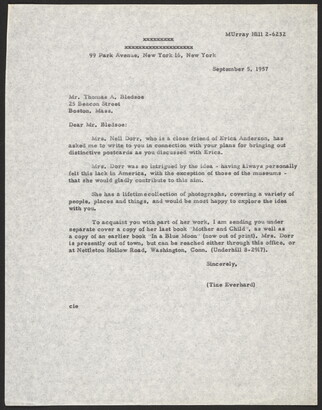 MUrray Hill 2-6232
xxxxxxxxx
xxxxxxxxxxxxxxxxxxxx
99 Park Avenue, New York 16, New York
September 5, 1957
Mr. Thomas A. Bledsoe
25 Beacon Street
Boston, Mass.
Dear Mr. Bledsoe:
Mrs. Nell Dorr, who is a close friend of Erica Anderson, has
asked me to write to you in connection with your plans for bringing out
distinctive postcards as you discussed with Erica.
Mrs. Dorr was so intrigued by the idea - having always personally
felt this lack in America, with the exception of those of the museums -
that she would gladly contribute to this aim.
She has a lifetime collection of photographs, covering a variety of
people, places and things, and would be most happy to explore the idea
with you.
To acquaint you with part of her work, I am sending you under
separate cover a copy of her last book "Mother and Child", as well as
a copy of an earlier book "In a Blue Moon" (now out of print). Mrs. Dorr
is presently out of town, but can be reached either through this office, or
at Nettleton Hollow Road, Washington, Conn. (Underhill 8-2917).
Sincerely,
(Tice Everhard)
cie